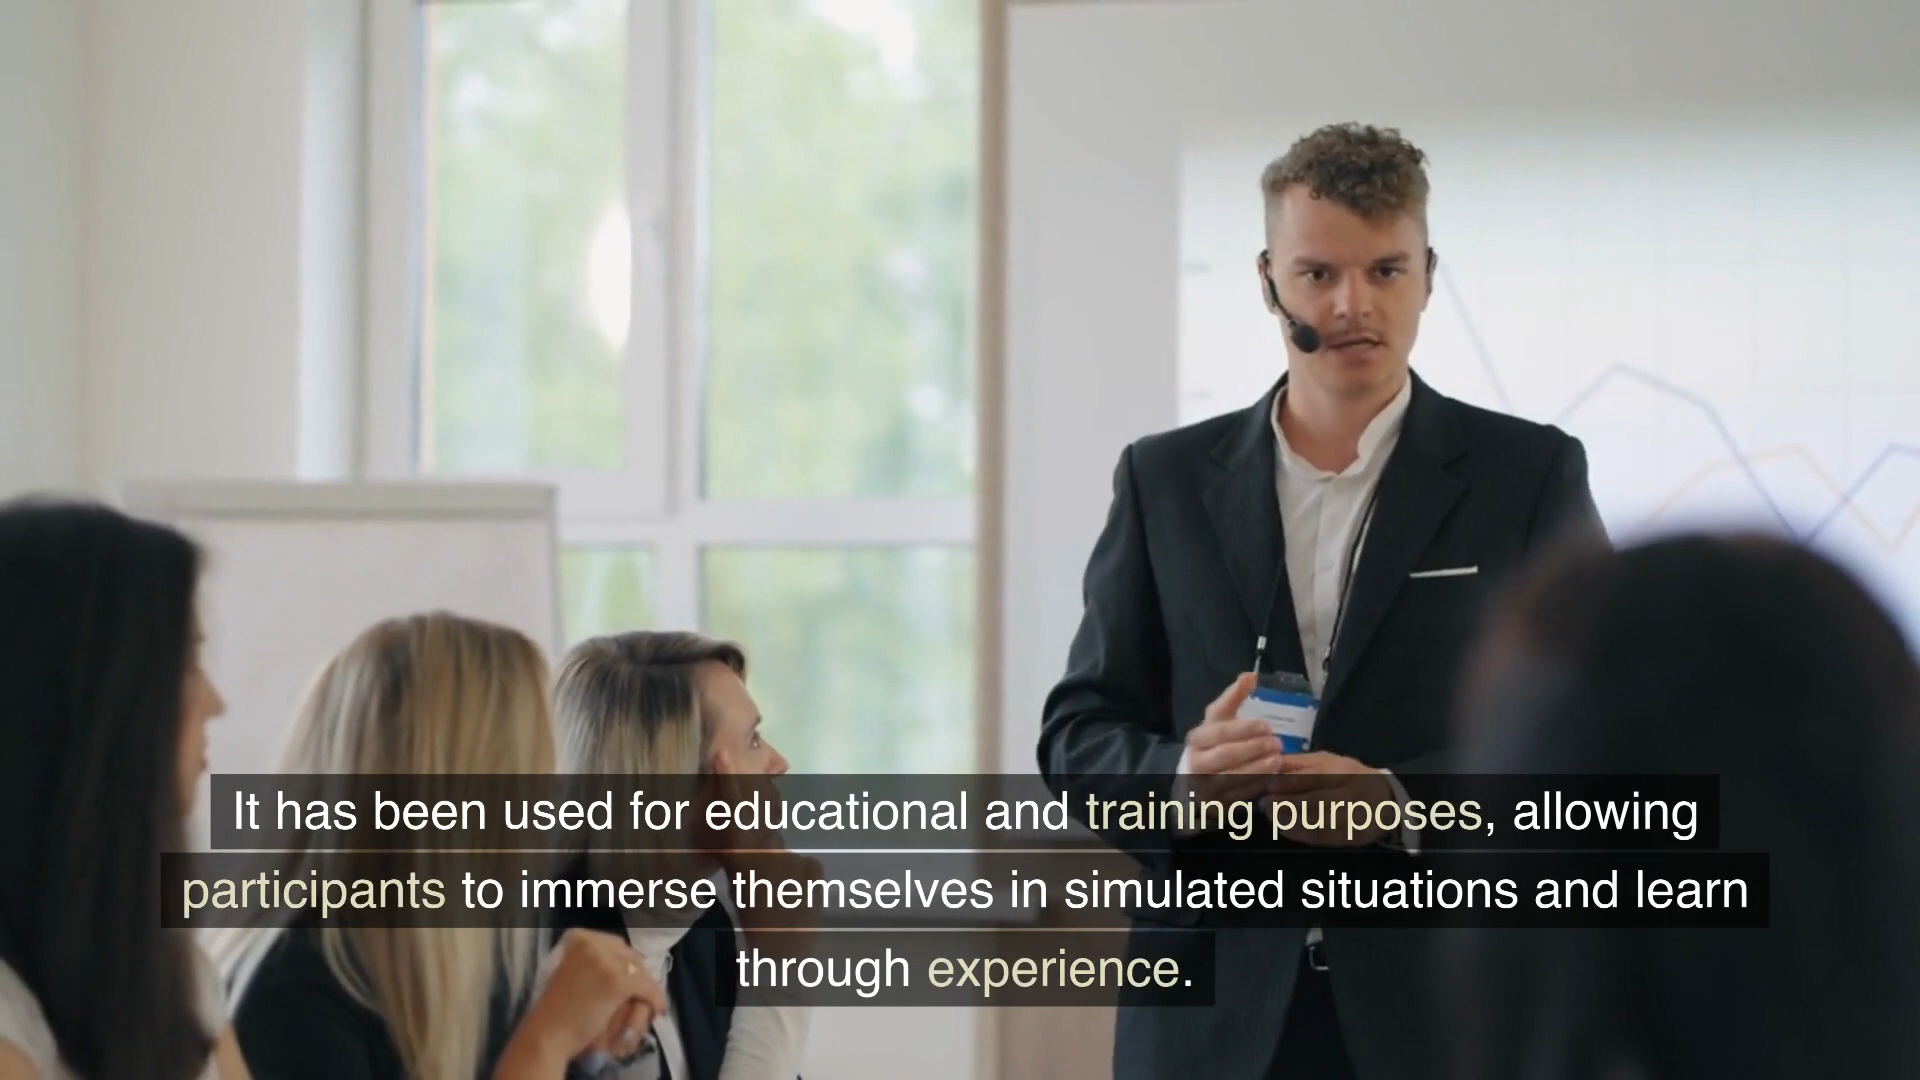 It has been used for educational and training purposes, allowing
participants to immerse themselves in simulated situations and learn
through experience.